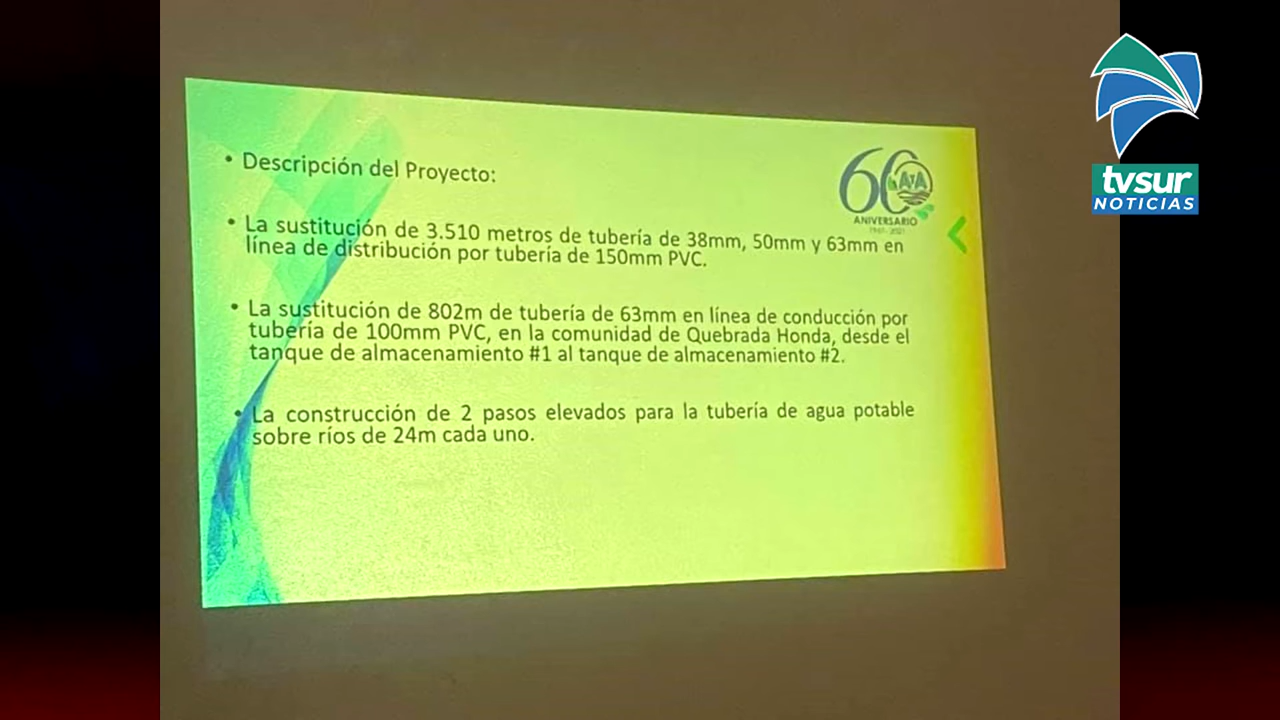 • Descripción del Proyecto:
60 AyA
ANIVERSARIO
1961-2021
• La sustitución de 3.510 metros de tubería de 38mm, 50mm y 63mm en
línea de distribución por tubería de 150mm PVC.
• La sustitución de 802m de tubería de 63mm en línea de conducción por
tubería de 100mm PVC, en la comunidad de Quebrada Honda, desde el
tanque de almacenamiento #1 al tanque de almacenamiento #2.
• La construcción de 2 pasos elevados para la tubería de agua potable
sobre ríos de 24m cada uno.
tvsur
NOTICIAS